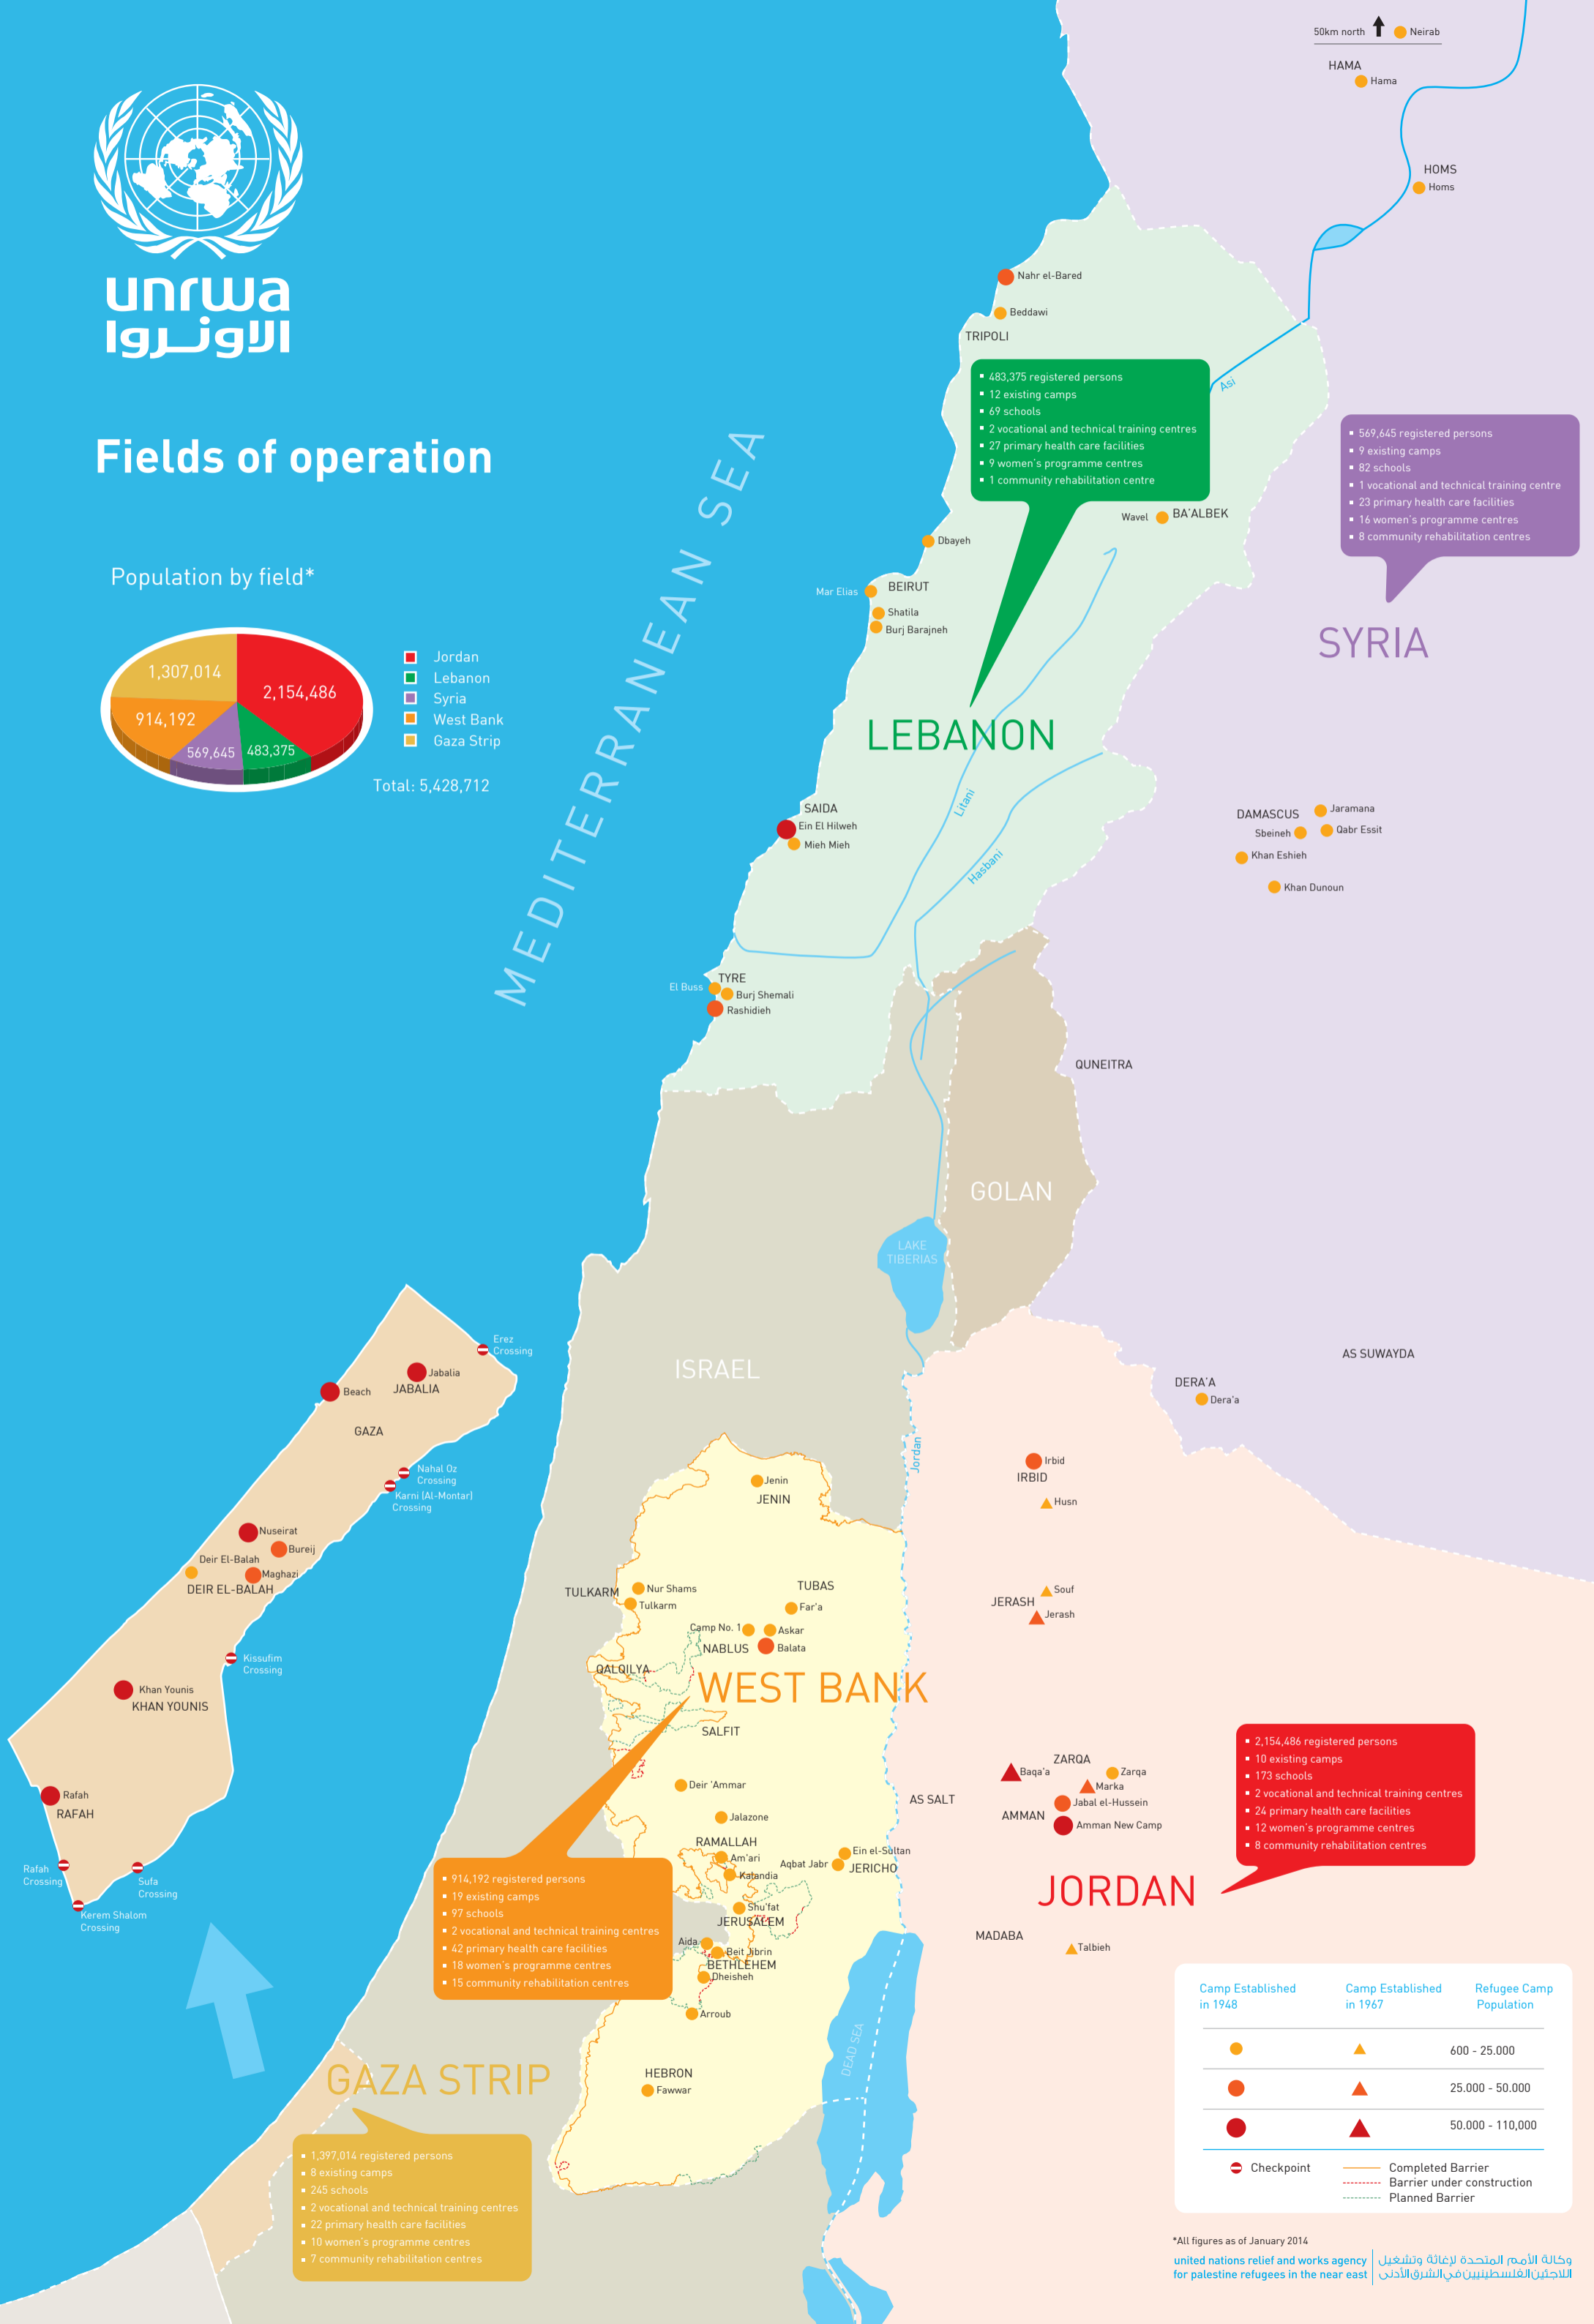 50km north
Neirab
HAMA
Hama
HOMS
Homs
unrwa
الاونروا
Fields of operation
Population by field*
1,307,014
2,154,486
914,192
569,645
483,375
Jordan
Lebanon
Syria
West Bank
Gaza Strip
Total: 5,428,712
MEDITERRANEAN SEA
Nahr el-Bared
Beddawi
TRIPOLI
483,375 registered persons
12 existing camps
69 schools
2 vocational and technical training centres
27 primary health care facilities
9 women's programme centres
1 community rehabilitation centre
Asi
569,645 registered persons
9 existing camps
82 schools
1 vocational and technical training centre
23 primary health care facilities
16 women's programme centres
8 community rehabilitation centres
SYRIA
Wavel
BA'ALBEK
Dbayeh
Mar Elias
BEIRUT
Shatila
Burj Barajneh
LEBANON
Litani
Hasbani
SAIDA
Ein El Hilweh
Mieh Mieh
DAMASCUS
Jaramana
Sbeineh
Qabr Essit
Khan Eshieh
Khan Dunoun
TYRE
El Buss
Burj Shemali
Rashidieh
QUNEITRA
GOLAN
LAKE
TIBERIAS
ISRAEL
AS SUWAYDA
DERA'A
Dera'a
Erez
Crossing
Jabalia
JABALIA
Beach
GAZA
Nahal Oz
Crossing
Karni (Al-Montar)
Crossing
Nuseirat
Bureij
Deir El-Balah
Maghazi
DEIR EL-BALAH
Kissufim
Crossing
Khan Younis
KHAN YOUNIS
Rafah
RAFAH
Rafah
Crossing
Sufa
Crossing
Kerem Shalom
Crossing
Jordan
Jenin
JENIN
Irbid
IRBID
Husn
TULKARM
Nur Shams
Tulkarm
TUBAS
Far'a
Camp No. 1
Askar
NABLUS
Balata
Souf
JERASH
Jerash
QALQILYA
WEST BANK
SALFIT
Deir 'Ammar
Jalazone
RAMALLAH
Am'ari
Kalandia
Ein el-Sultan
Aqbat Jabr
JERICHO
Shu'fat
JERUSALEM
Aida
Beit Jibrin
BETHLEHEM
Dheisheh
Arroub
HEBRON
Fawwar
DEAD SEA
914,192 registered persons
19 existing camps
97 schools
2 vocational and technical training centres
42 primary health care facilities
18 women's programme centres
15 community rehabilitation centres
ZARQA
Baqa'a
Zarqa
Marka
AS SALT
Jabal el-Hussein
AMMAN
Amman New Camp
JORDAN
MADABA
Talbieh
2,154,486 registered persons
10 existing camps
173 schools
2 vocational and technical training centres
24 primary health care facilities
12 women's programme centres
8 community rehabilitation centres
GAZA STRIP
1,397,014 registered persons
8 existing camps
245 schools
2 vocational and technical training centres
22 primary health care facilities
10 women's programme centres
7 community rehabilitation centres
Camp Established
in 1948
Camp Established
in 1967
Refugee Camp
Population
600 - 25.000
25.000 - 50.000
50.000 - 110,000
Checkpoint
Completed Barrier
Barrier under construction
Planned Barrier
*All figures as of January 2014
united nations relief and works agency
for palestine refugees in the near east
وكالة الأمم المتحدة لإغاثة وتشغيل
اللاجئين الفلسطينيين في الشرق الأدنى